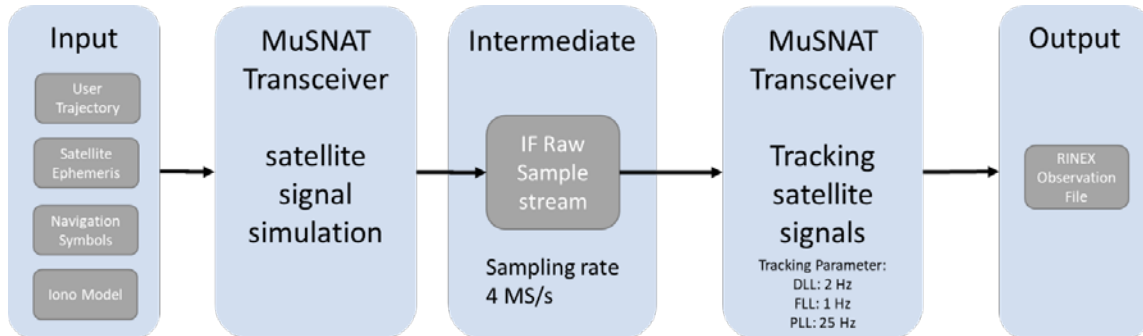 Input
User
Trajectory
Satellite
Ephemeris
Navigation
Symbols
Iono Model
MuSNAT
Transceiver
satellite
signal
simulation
Intermediate
IF Raw
Sample
stream
Sampling rate
4 MS/s
MuSNAT
Transceiver
Tracking
satellite
signals
Tracking Parameter:
DLL: 2 Hz
FLL: 1 Hz
PLL: 25 Hz
Output
RINEX
Observation
File